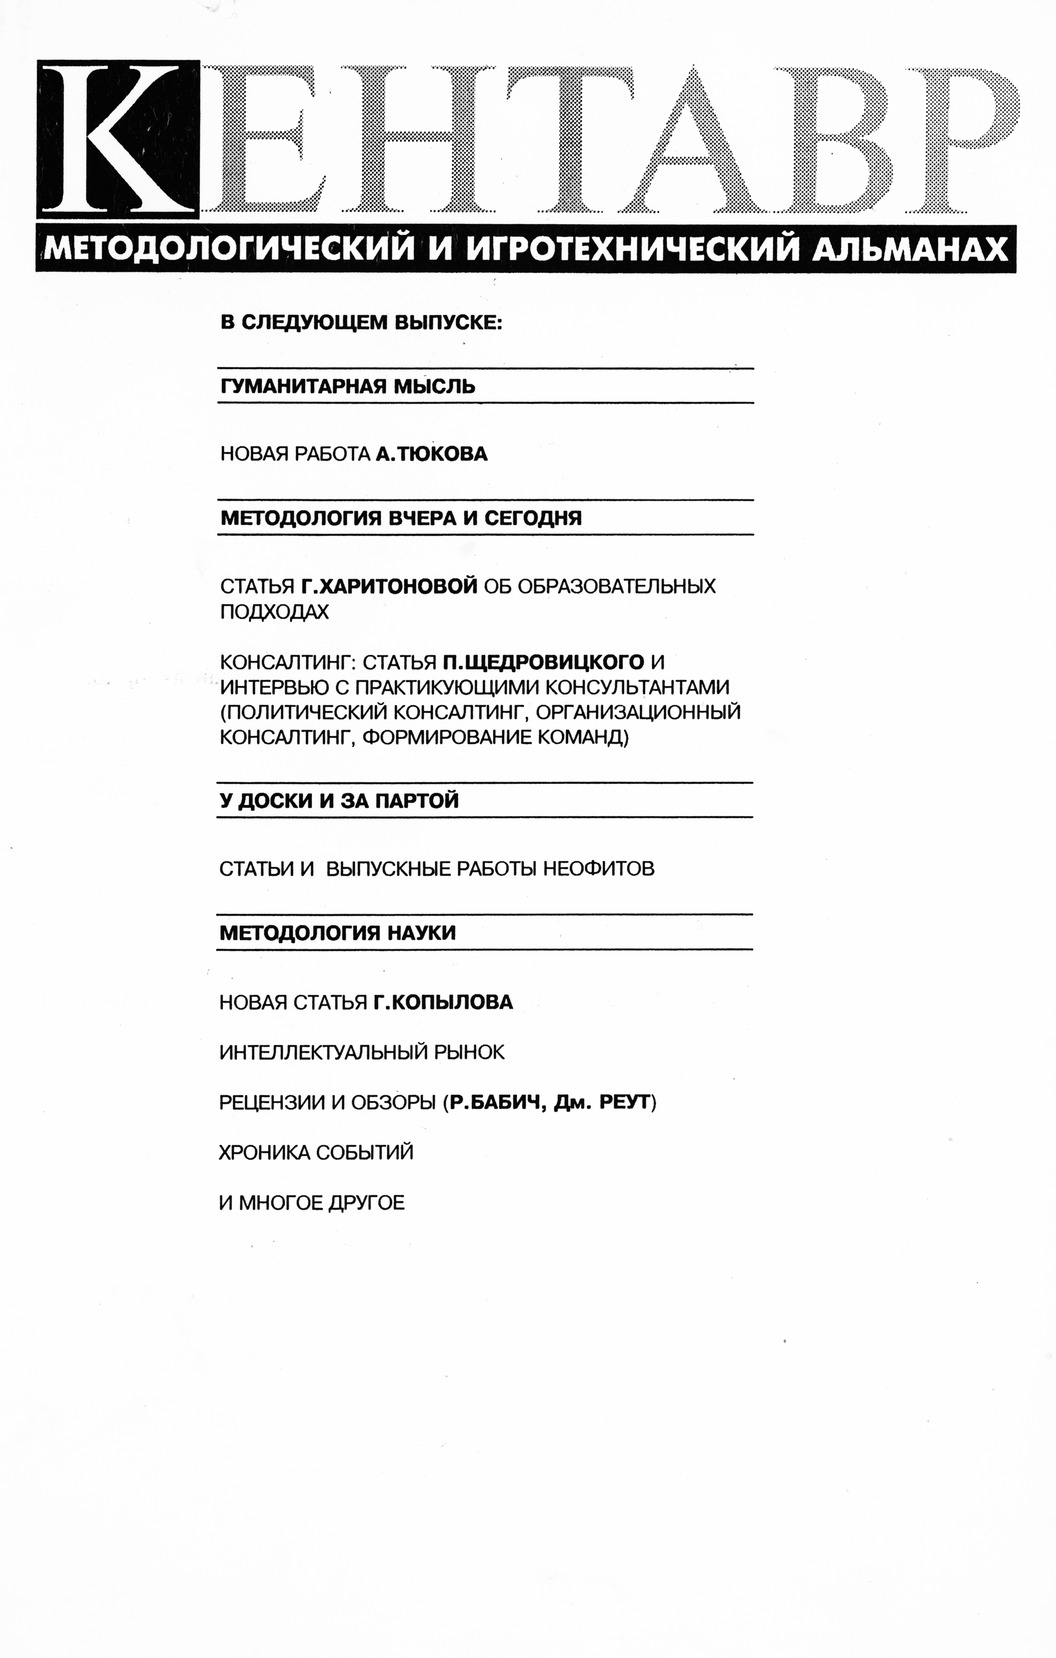 КЕНТАВР
МЕТОДОЛОГИЧЕСКИЙ И ИГРОТЕХНИЧЕСКИЙ АЛЬМАНАХ
В СЛЕДУЮЩЕМ ВЫПУСКЕ:
ГУМАНИТАРНАЯ МЫСЛЬ
НОВАЯ РАБОТА А.ТЮКОВА
МЕТОДОЛОГИЯ ВЧЕРА И СЕГОДНЯ
СТАТЬЯ Г.ХАРИТОНОВОЙ ОБ ОБРАЗОВАТЕЛЬНЫХ
ПОДХОДАХ
КОНСАЛТИНГ: СТАТЬЯ П.ЩЕДРОВИЦКОГО И
ИНТЕРВЬЮ С ПРАКТИКУЮЩИМИ КОНСУЛЬТАНТАМИ
(ПОЛИТИЧЕСКИЙ КОНСАЛТИНГ, ОРГАНИЗАЦИОННЫЙ
КОНСАЛТИНГ, ФОРМИРОВАНИЕ КОМАНД)
У ДОСКИ И ЗА ПАРТОЙ
СТАТЬИ И ВЫПУСКНЫЕ РАБОТЫ НЕОФИТОВ
МЕТОДОЛОГИЯ НАУКИ
НОВАЯ СТАТЬЯ Г.КОПЫЛОВА
ИНТЕЛЛЕКТУАЛЬНЫЙ РЫНОК
РЕЦЕНЗИИ И ОБЗОРЫ (Р.БАБИЧ, Дм. РЕУТ)
ХРОНИКА СОБЫТИЙ
И МНОГОЕ ДРУГОЕ